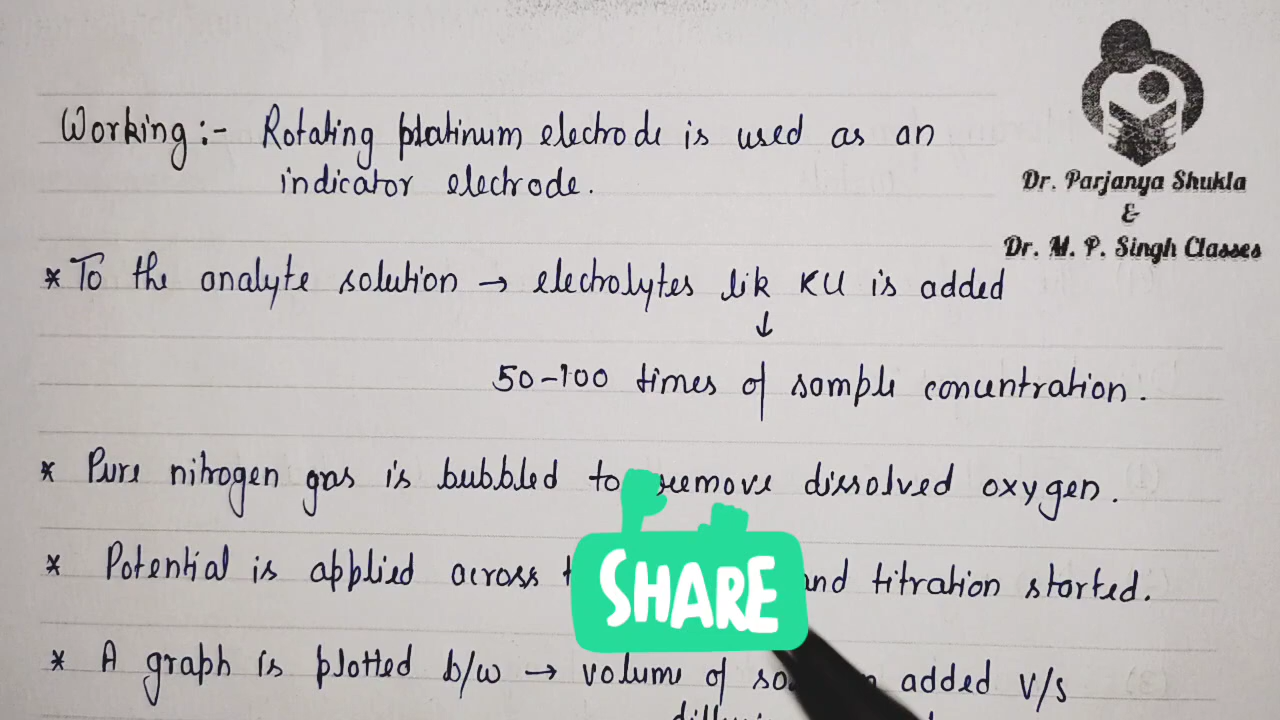 Working :- Rotating platinum electrode is used as an
indicator electrode.
Dr. Parjanya Shukla
&
Dr. M. P. Singh Classes
* To the analyte solution → electrolytes lik KCl is added
↓
50-100 times of sample concentration.
* Pure nitrogen gas is bubbled to remove dissolved oxygen.
* Potential is applied across and titration started.
SHARE
* A graph is plotted b/w → volume of added v/s